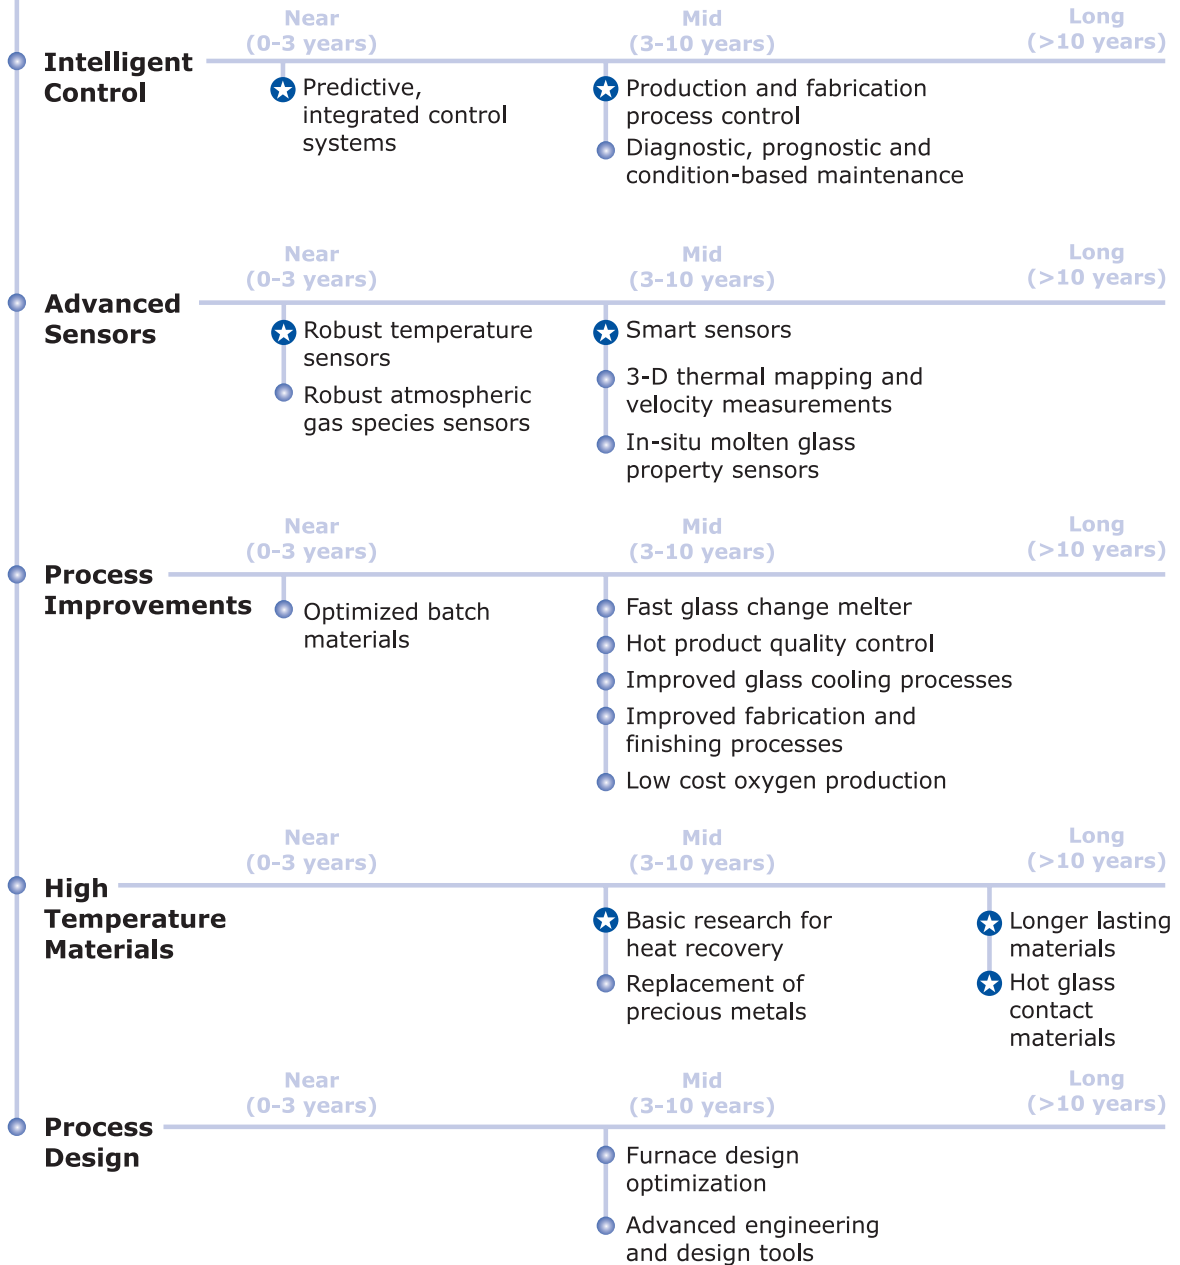 Near
(0-3 years)
Mid
(3-10 years)
Long
(>10 years)
Intelligent
Control
Predictive,
integrated control
systems
Production and fabrication
process control
Diagnostic, prognostic and
condition-based maintenance
Near
(0-3 years)
Mid
(3-10 years)
Long
(>10 years)
Advanced
Sensors
Robust temperature
sensors
Robust atmospheric
gas species sensors
Smart sensors
3-D thermal mapping and
velocity measurements
In-situ molten glass
property sensors
Near
(0-3 years)
Mid
(3-10 years)
Long
(>10 years)
Process
Improvements
Optimized batch
materials
Fast glass change melter
Hot product quality control
Improved glass cooling processes
Improved fabrication and
finishing processes
Low cost oxygen production
Near
(0-3 years)
Mid
(3-10 years)
Long
(>10 years)
High
Temperature
Materials
Basic research for
heat recovery
Replacement of
precious metals
Longer lasting
materials
Hot glass
contact
materials
Near
(0-3 years)
Mid
(3-10 years)
Long
(>10 years)
Process
Design
Furnace design
optimization
Advanced engineering
and design tools